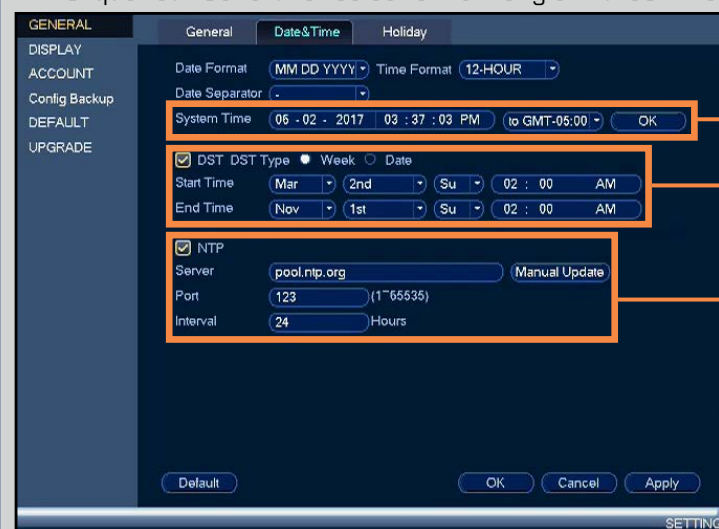 GENERAL
DISPLAY
ACCOUNT
Config Backup
DEFAULT
UPGRADE
General Date&Time Holiday
Date Format MM DD YYYY Time Format 12-HOUR
Date Separator -
System Time 06 - 02 - 2017 03 : 37 : 03 PM to GMT-05:00 OK
DST DST Type Week Date
Start Time Mar 2nd Su 02 : 00 AM
End Time Nov 1st Su 02 : 00 AM
NTP
Server pool.ntp.org Manual Update
Port 123 (1~65535)
Interval 24 Hours
Default OK Cancel Apply
SETTING